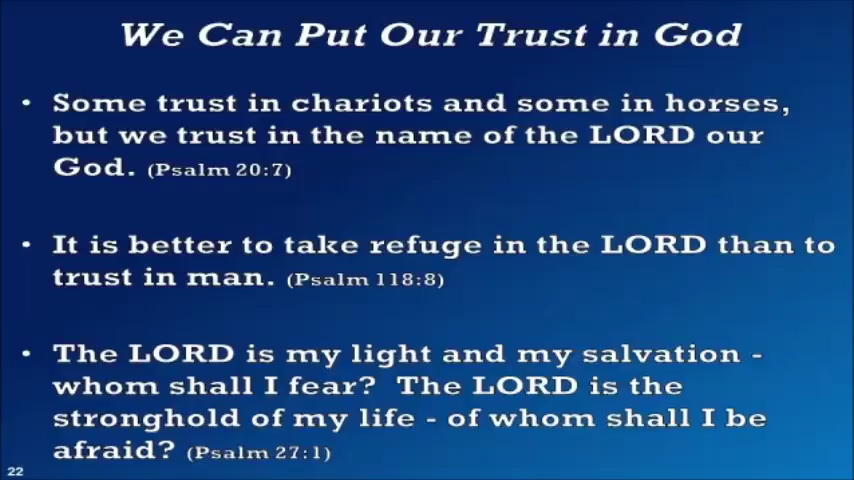 We Can Put Our Trust in God
• Some trust in chariots and some in horses,
but we trust in the name of the LORD our
God. (Psalm 20:7)
• It is better to take refuge in the LORD than to
trust in man. (Psalm 118:8)
• The LORD is my light and my salvation -
whom shall I fear?  The LORD is the
stronghold of my life - of whom shall I be
afraid? (Psalm 27:1)
22